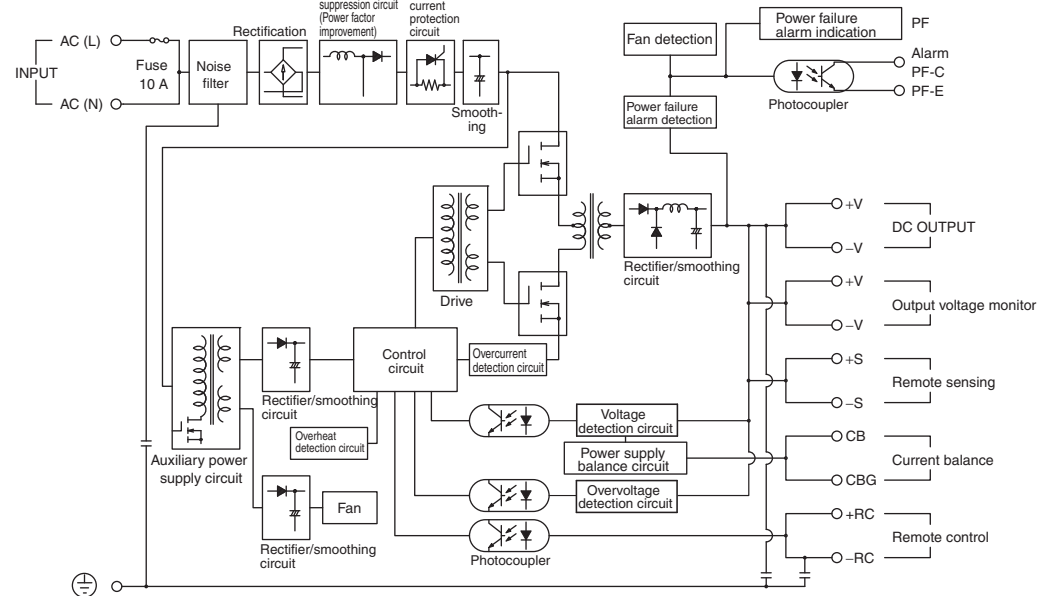 suppression circuit
(Power factor
improvement)
current
protection
circuit
Rectification
AC (L)
INPUT
AC (N)
Fuse
10 A
Noise
filter
Smooth-
ing
Fan detection
Power failure
alarm indication
PF
Alarm
PF-C
PF-E
Photocoupler
Power failure
alarm detection
Drive
Rectifier/smoothing
circuit
+V
DC OUTPUT
−V
+V
Output voltage monitor
−V
+S
Remote sensing
−S
CB
Current balance
CBG
+RC
Remote control
−RC
Control
circuit
Overcurrent
detection circuit
Rectifier/smoothing
circuit
Overheat
detection circuit
Auxiliary power
supply circuit
Voltage
detection circuit
Power supply
balance circuit
Overvoltage
detection circuit
Fan
Rectifier/smoothing
circuit
Photocoupler